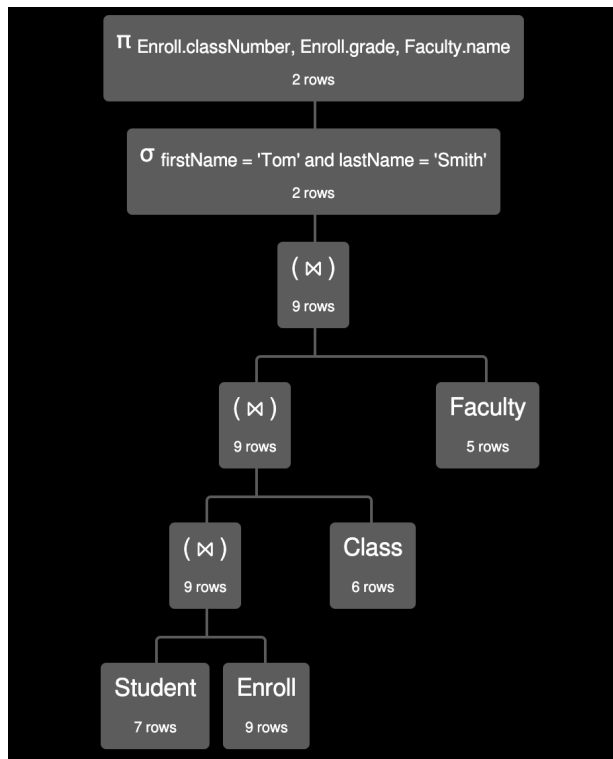 π Enroll.classNumber, Enroll.grade, Faculty.name
2 rows
σ firstName = 'Tom' and lastName = 'Smith'
2 rows
( ⋈ )
9 rows
( ⋈ )
9 rows
Faculty
5 rows
( ⋈ )
9 rows
Class
6 rows
Student
7 rows
Enroll
9 rows